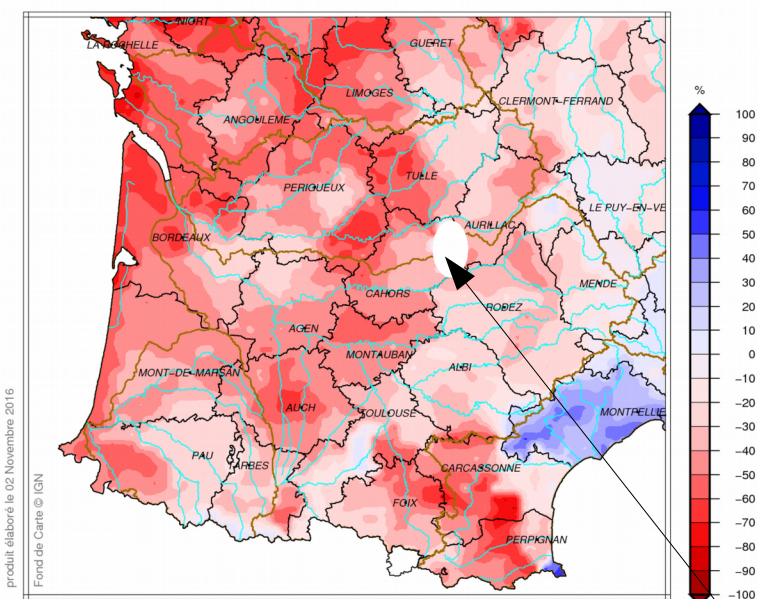 NIORT
LA ROCHELLE
GUERET
LIMOGES
CLERMONT-FERRAND
ANGOULEME
TULLE
PERIGUEUX
LE PUY-EN-VE
AURILLAC
BORDEAUX
MENDE
CAHORS
RODEZ
AGEN
MONTAUBAN
ALBI
MONT-DE-MARSAN
AUCH
TOULOUSE
MONTPELLIE
PAU
TARBES
CARCASSONNE
FOIX
PERPIGNAN
%
100
90
80
70
60
50
40
30
20
10
0
-10
-20
-30
-40
-50
-60
-70
-80
-90
-100
produit élaboré le 02 Novembre 2016
Fond de Carte © IGN